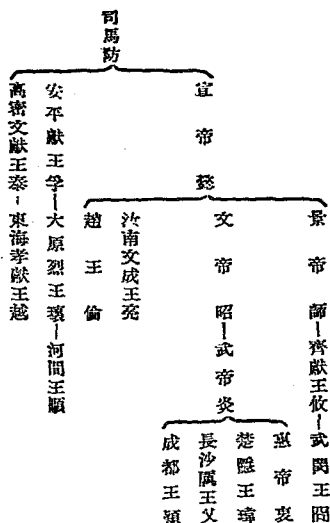 司馬防
宣帝懿
景帝師—齊獻王攸—武閔王冏
文帝昭—武帝炎
惠帝衷
楚隱王瑋
長沙厲王乂
成都王穎
汝南文成王亮
趙王倫
安平獻王孚—大原烈王瓌—河間王顒
高密文獻王泰—東海孝獻王越